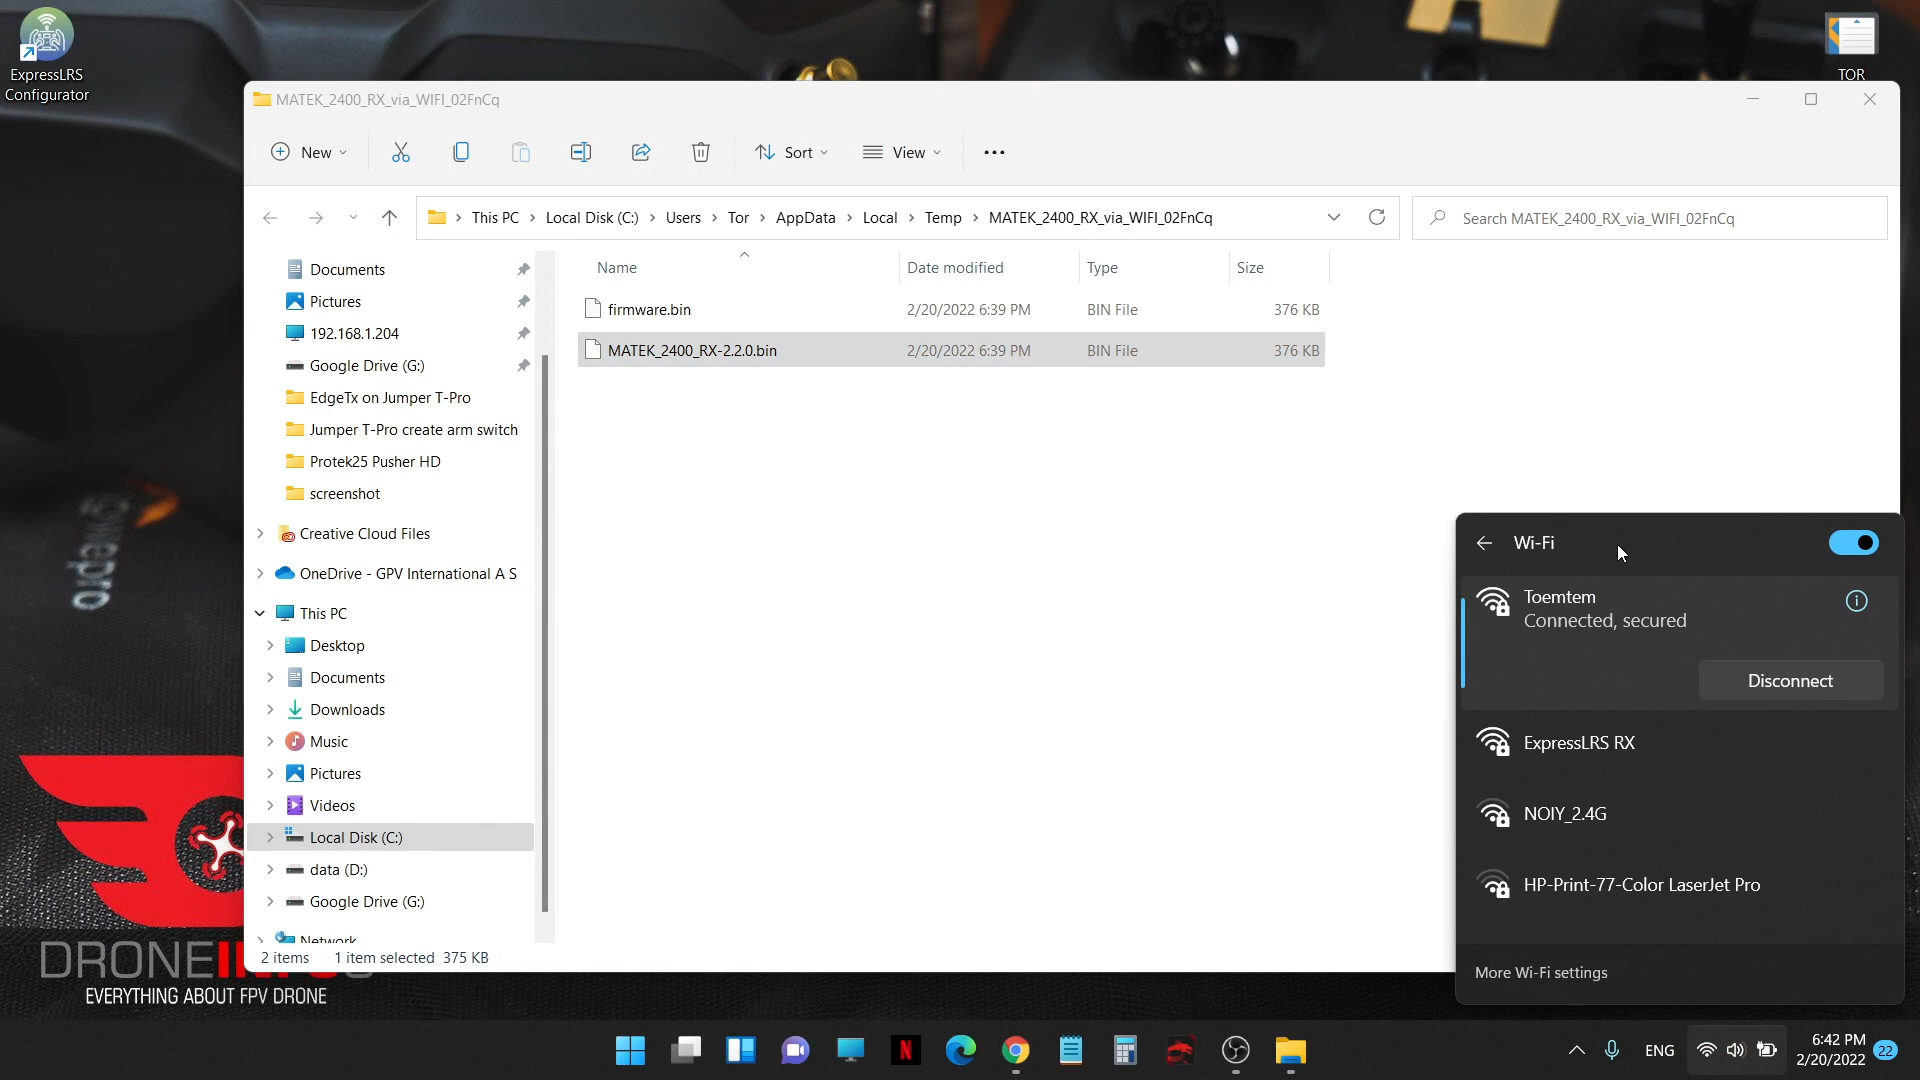 ExpressLRS
Configurator
TOR
MATEK_2400_RX_via_WIFI_02FnCq
New
Sort
View
This PC
Local Disk (C:)
Users
Tor
AppData
Local
Temp
MATEK_2400_RX_via_WIFI_02FnCq
Search MATEK_2400_RX_via_WIFI_02FnCq
Documents
Pictures
192.168.1.204
Google Drive (G:)
EdgeTx on Jumper T-Pro
Jumper T-Pro create arm switch
Protek25 Pusher HD
screenshot
Creative Cloud Files
OneDrive - GPV International A S
This PC
Desktop
Documents
Downloads
Music
Pictures
Videos
Local Disk (C:)
data (D:)
Google Drive (G:)
Network
Name
Date modified
Type
Size
firmware.bin
2/20/2022 6:39 PM
BIN File
376 KB
MATEK_2400_RX-2.2.0.bin
2/20/2022 6:39 PM
BIN File
376 KB
2 items
1 item selected 375 KB
Wi-Fi
Toemtem
Connected, secured
Disconnect
ExpressLRS RX
NOIY_2.4G
HP-Print-77-Color LaserJet Pro
More Wi-Fi settings
DRONE
EVERYTHING ABOUT FPV DRONE
N
ENG
6:42 PM
2/20/2022
22